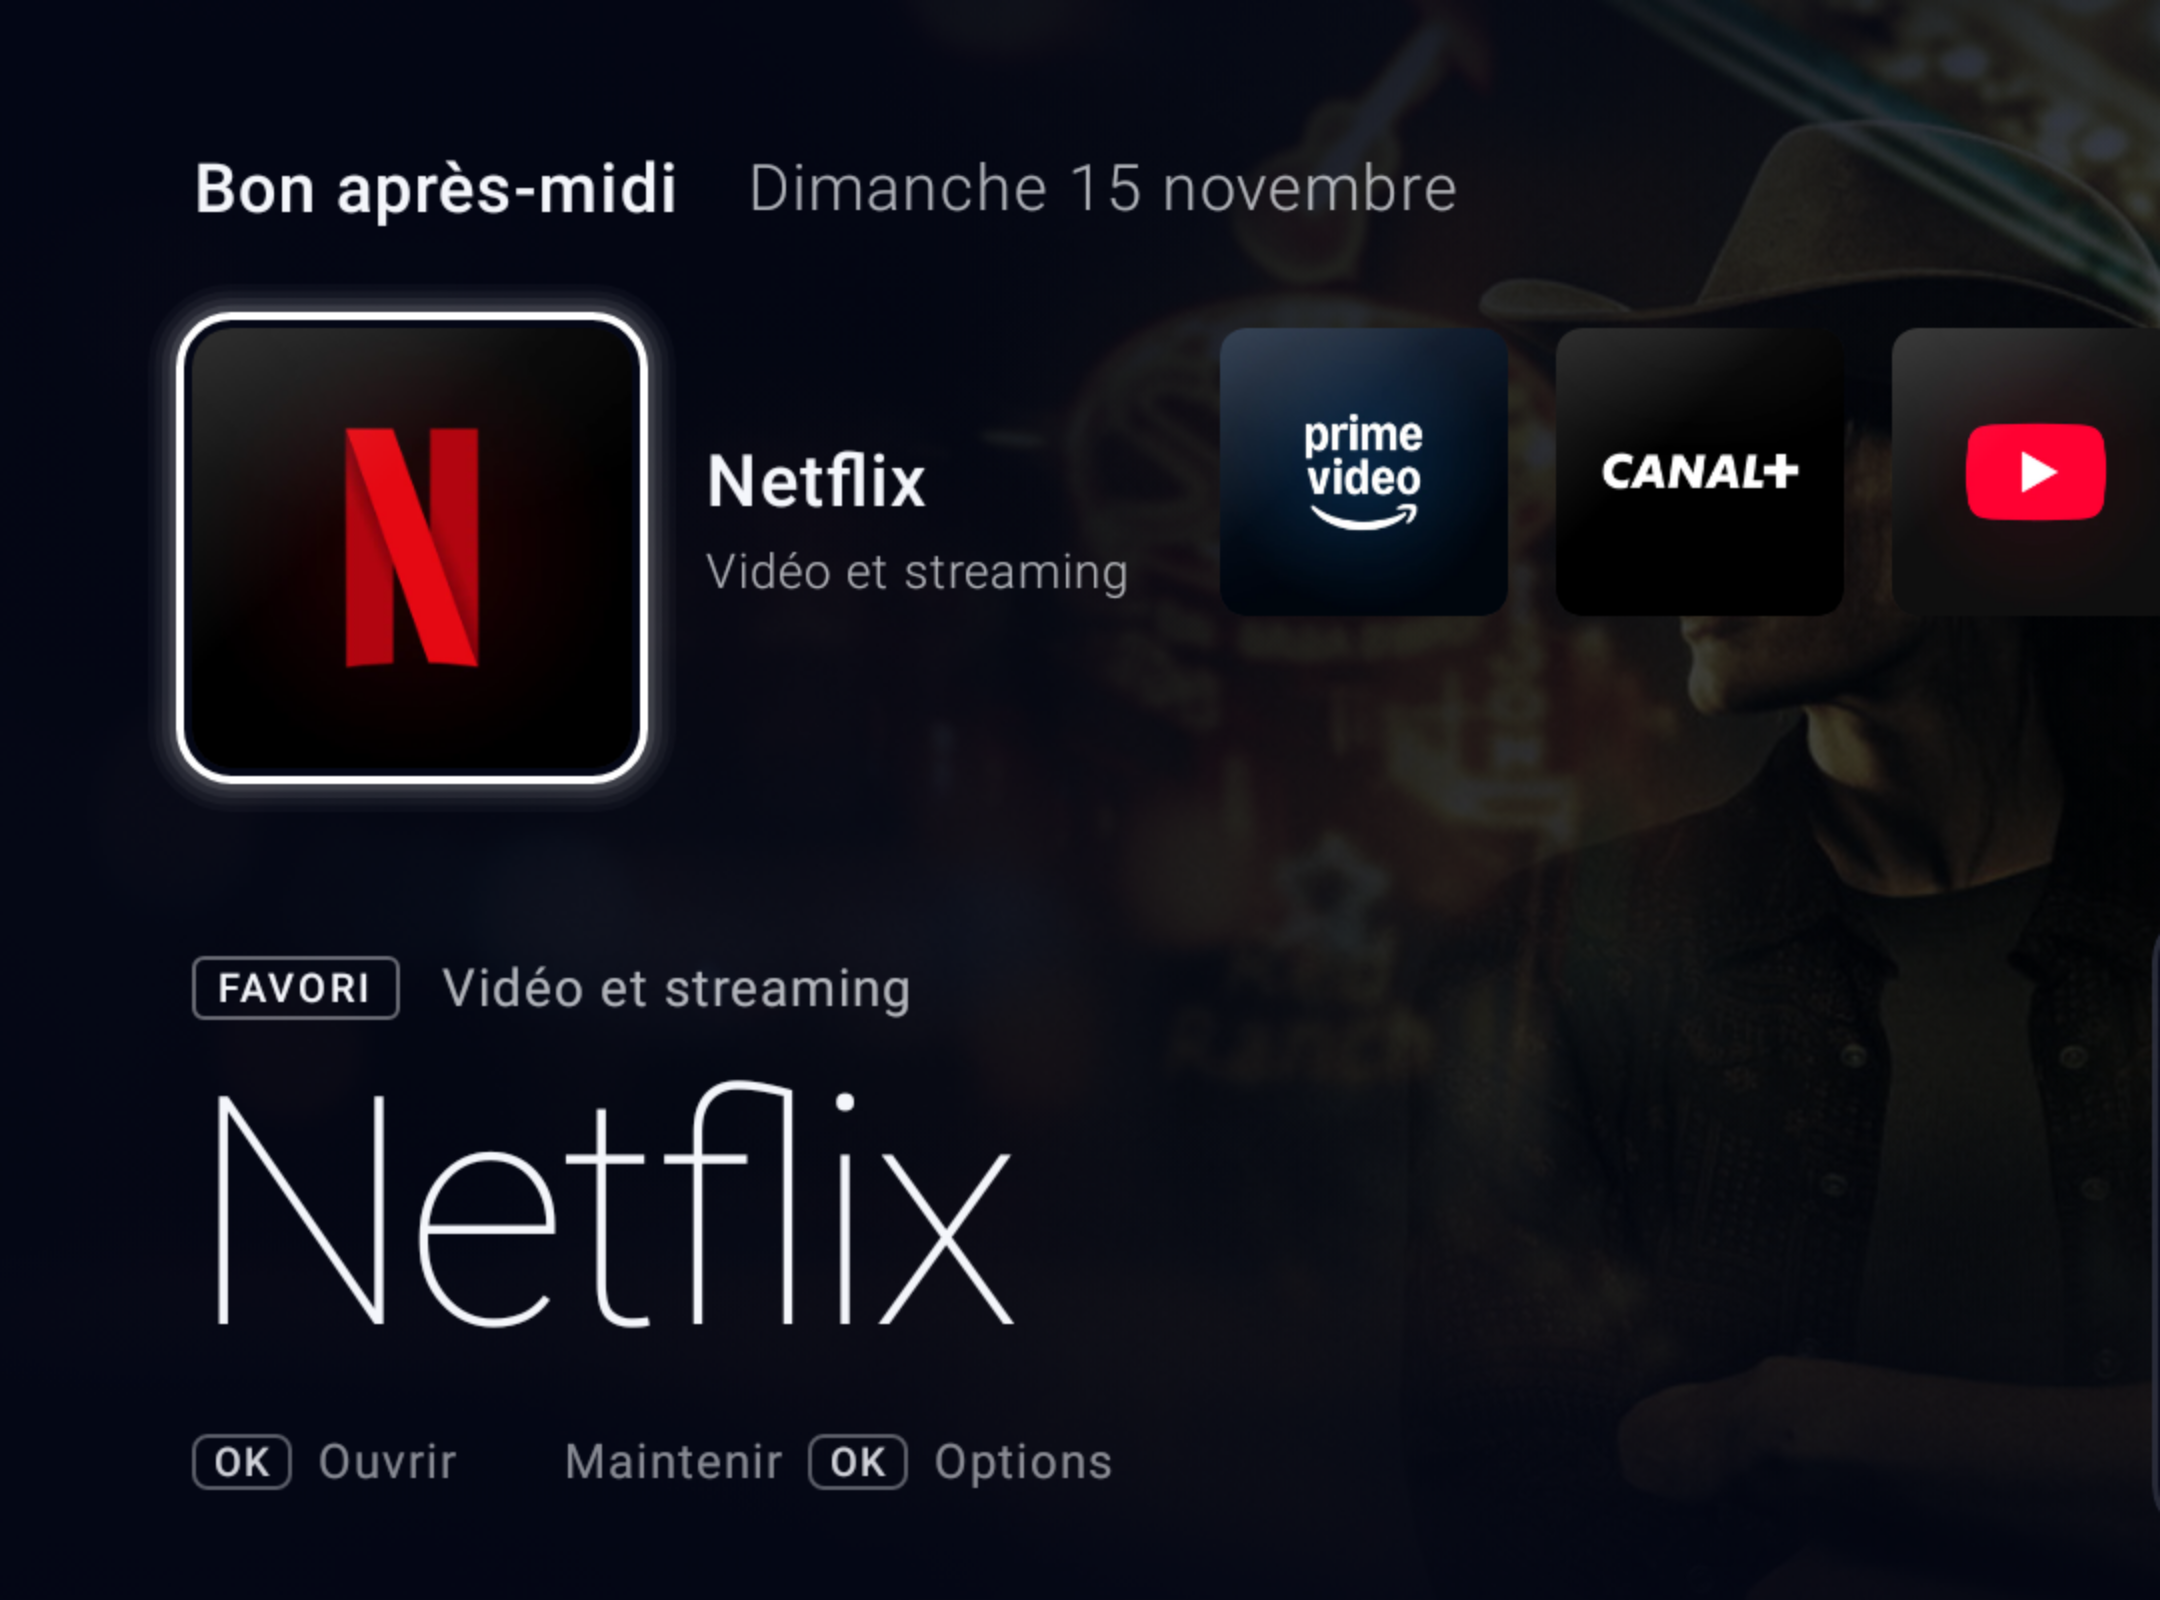 Bon après-midi Dimanche 15 novembre
Netflix
Vidéo et streaming
prime video
CANAL+
FAVORI Vidéo et streaming
Netflix
OK Ouvrir Maintenir OK Options